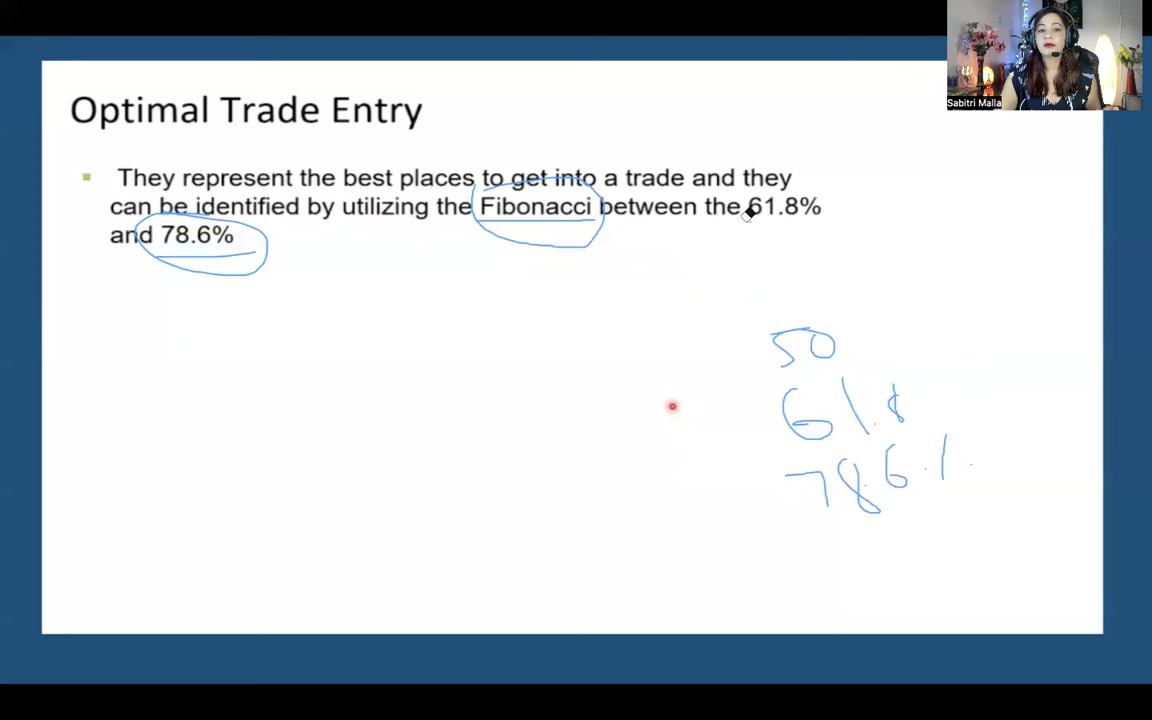 Sabitri Malla
Optimal Trade Entry
They represent the best places to get into a trade and they
can be identified by utilizing the Fibonacci between the 61.8%
and 78.6%
50
61.8
78.6%